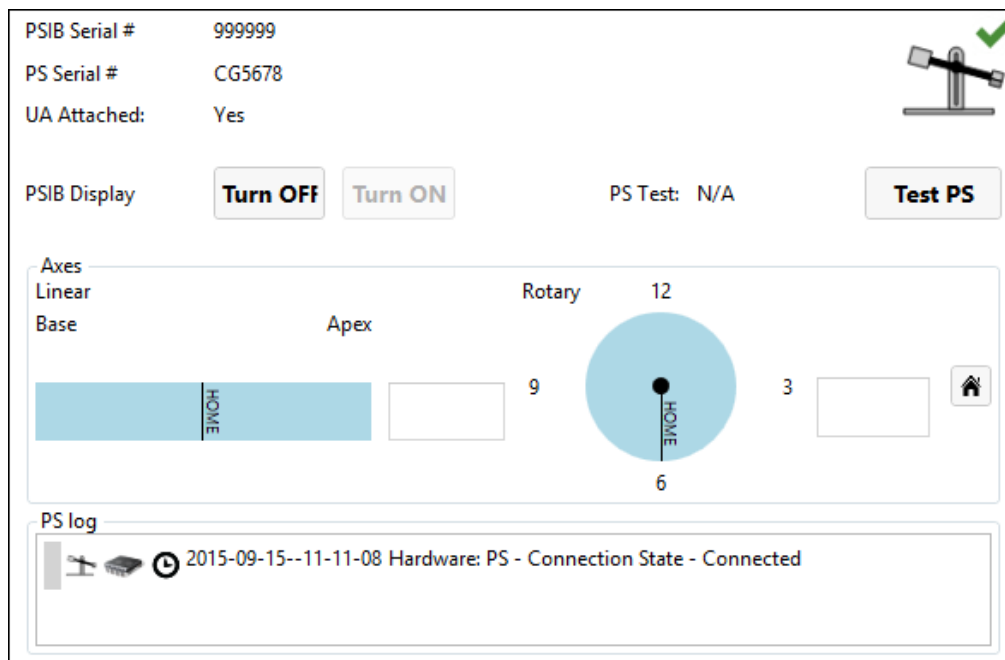 PSIB Serial # 999999
PS Serial # CG5678
UA Attached: Yes
PSIB Display Turn OFF Turn ON PS Test: N/A Test PS
Axes
Linear Rotary 12
Base Apex
HOME 9 HOME 3
6
PS log
2015-09-15--11-11-08 Hardware: PS - Connection State - Connected